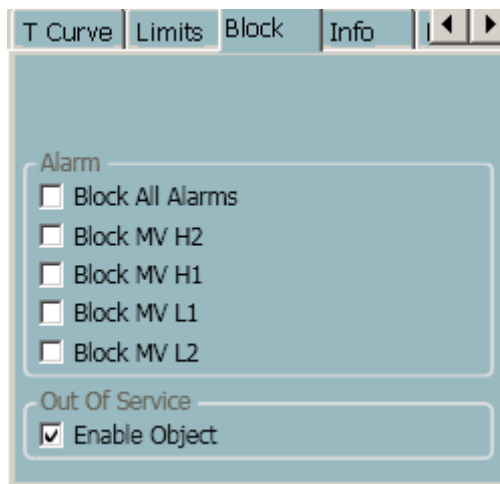 T Curve Limits Block Info
Alarm
Block All Alarms
Block MV H2
Block MV H1
Block MV L1
Block MV L2
Out Of Service
Enable Object